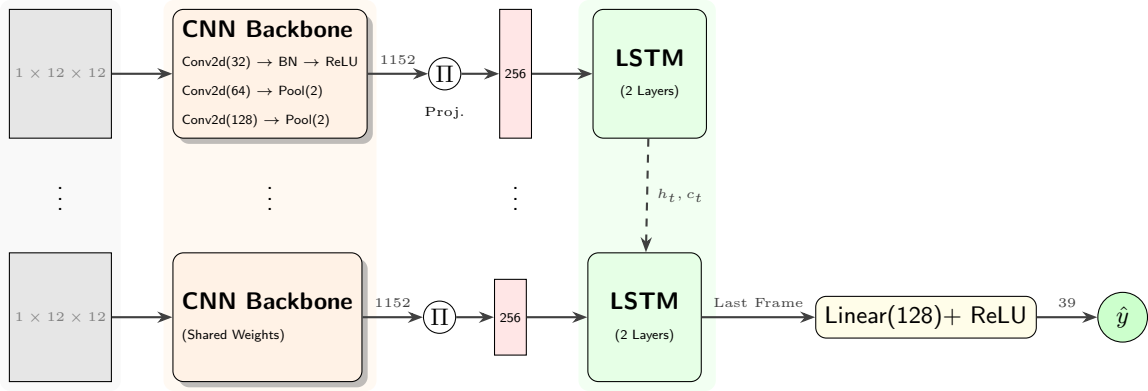 1 × 12 × 12
CNN Backbone
Conv2d(32) → BN → ReLU
Conv2d(64) → Pool(2)
Conv2d(128) → Pool(2)
1152
Π
Proj.
256
LSTM
(2 Layers)
h_t, c_t
1 × 12 × 12
CNN Backbone
(Shared Weights)
1152
Π
256
LSTM
(2 Layers)
Last Frame
Linear(128)+ ReLU
39
ŷ